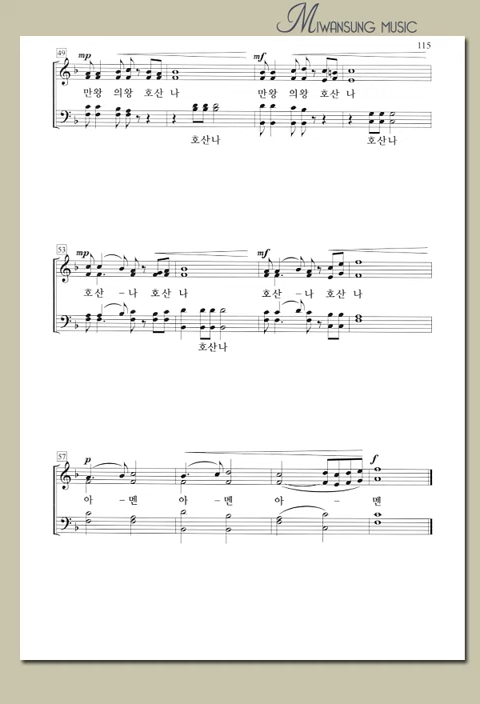 MIWANSUNG MUSIC
115
49
mp mf
만왕 의왕 호산 나 만왕 의왕 호산 나
호산나 호산나
53
mp mf
호산 – 나 호산 나 호산 – 나 호산 나
호산나
57
p f
아 – 멘 아 – 멘 아 – 멘